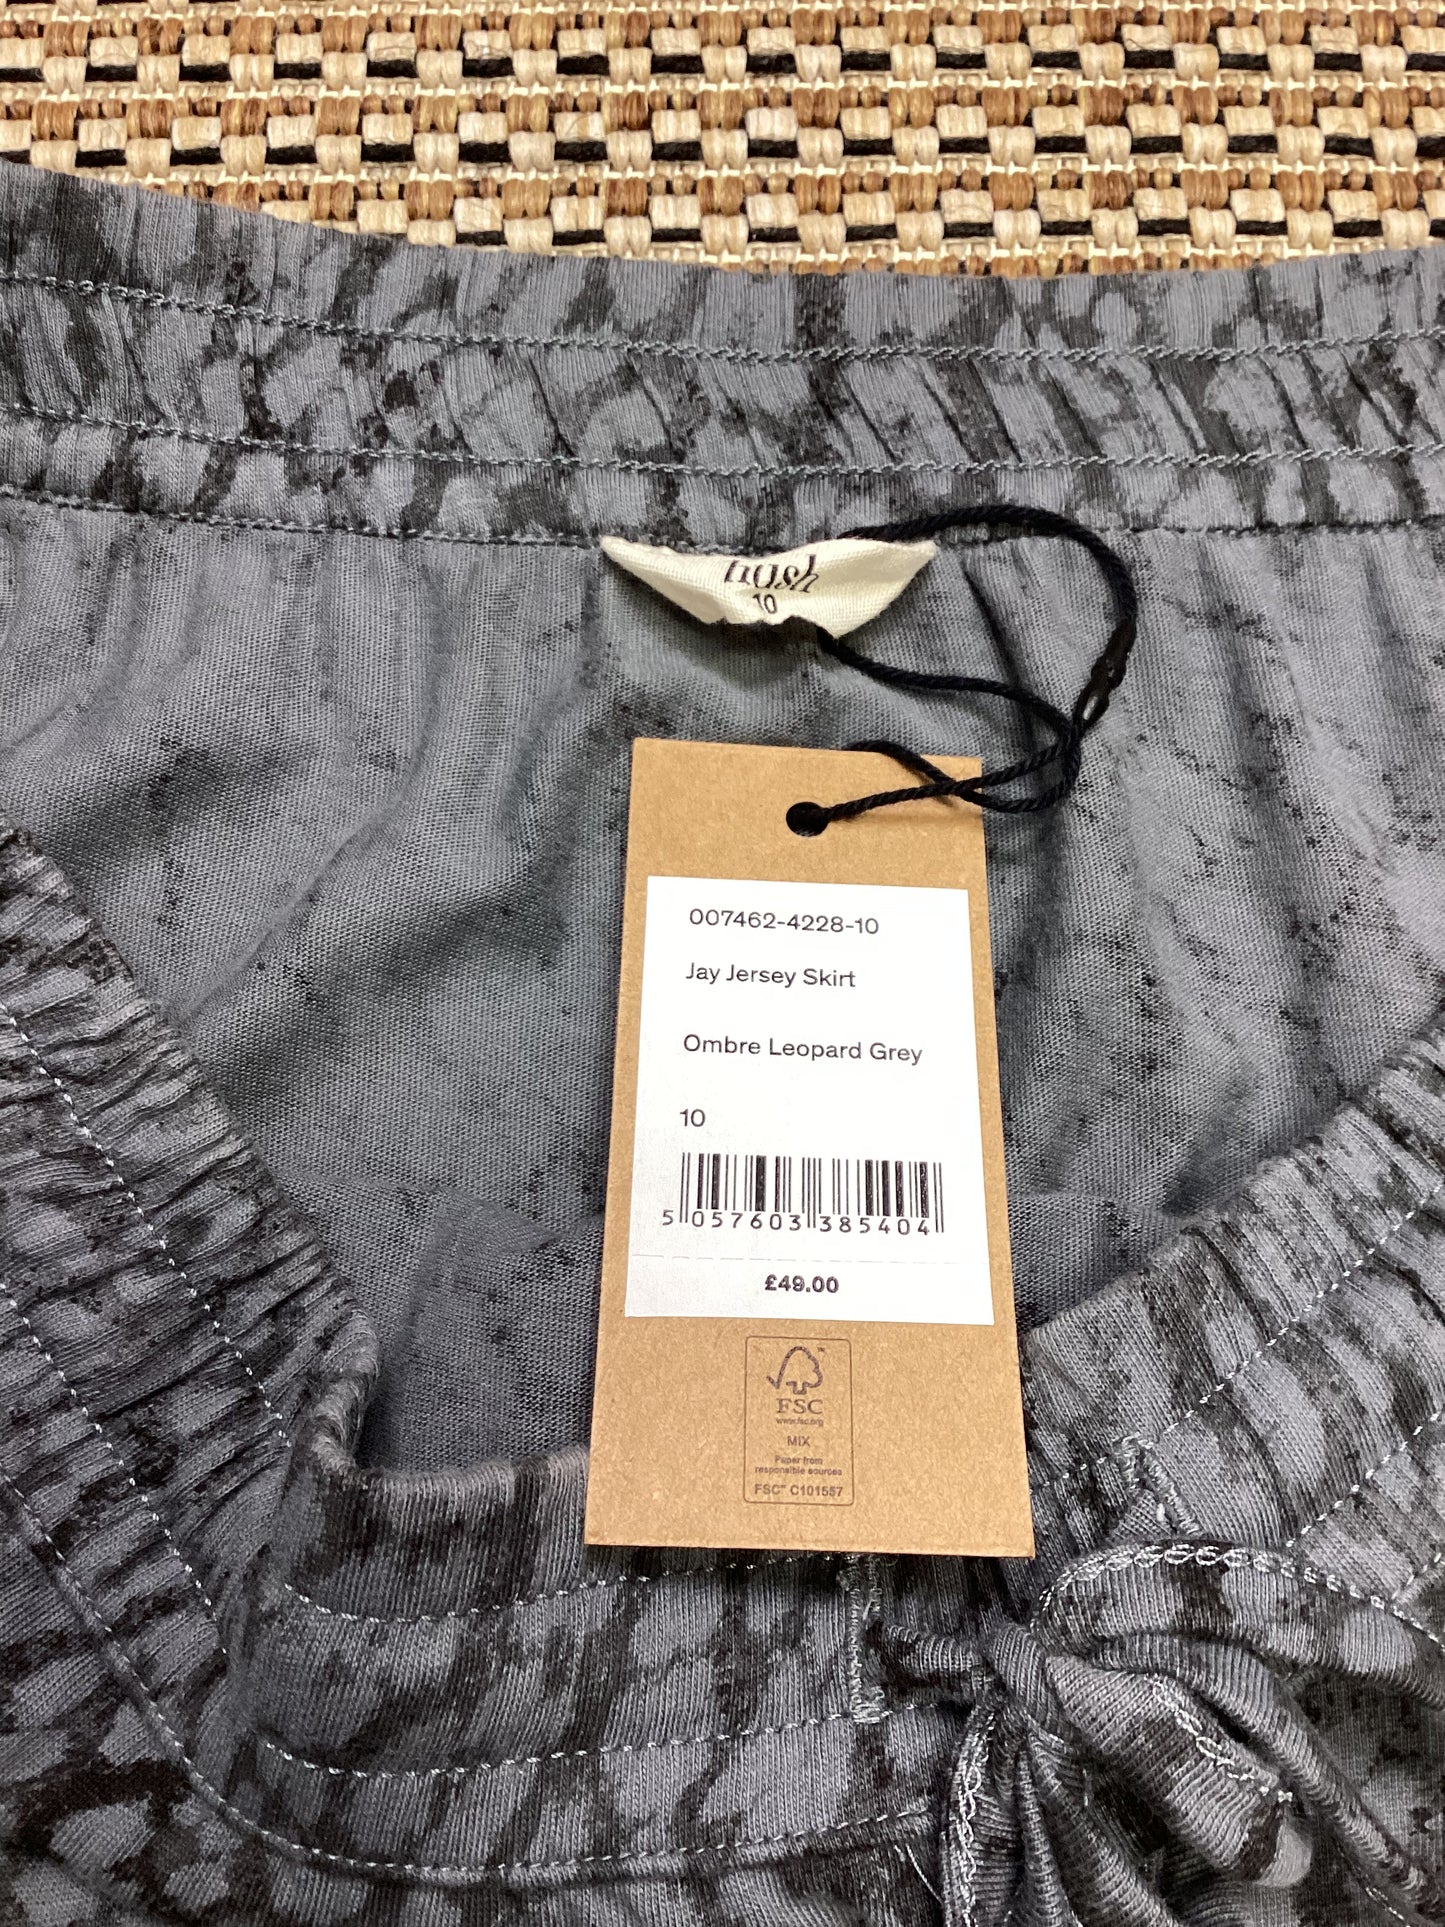 hush
10
007462-4228-10
Jay Jersey Skirt
Ombre Leopard Grey
10
5 057603 385404
£49.00
FSC
www.fsc.org
MIX
Paper from
responsible sources
FSC™ C101557